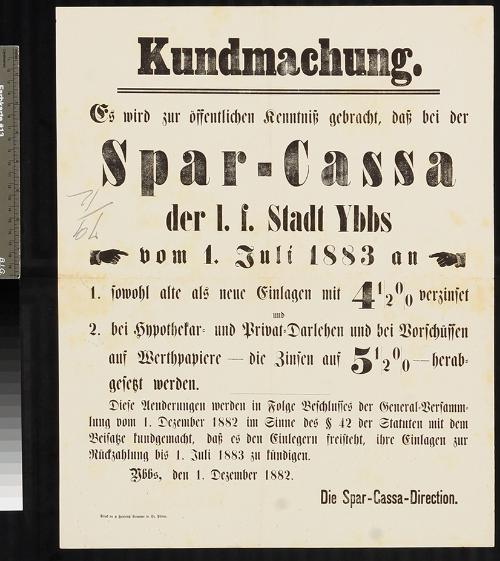 Kundmachung.
Es wird zur öffentlichen Kenntniß gebracht, daß bei der
Spar-Cassa
der l. f. Stadt Ybbs
vom 1. Juli 1883 an
1. sowohl alte als neue Einlagen mit 4 1/2 0/0 verzinset
und
2. bei Hypothekar- und Privat-Darlehen und bei Vorschüssen
auf Werthpapiere — die Zinsen auf 5 1/2 0/0 — herab-
gesetzt werden.
Diese Aenderungen werden in Folge Beschlusses der General-Versamm-
lung vom 1. Dezember 1882 im Sinne des § 42 der Statuten mit dem
Beisatze kundgemacht, daß es den Einlegern freisteht, ihre Einlagen zur
Rückzahlung bis 1. Juli 1883 zu kündigen.
Ybbs, den 1. Dezember 1882.
Die Spar-Cassa-Direction.